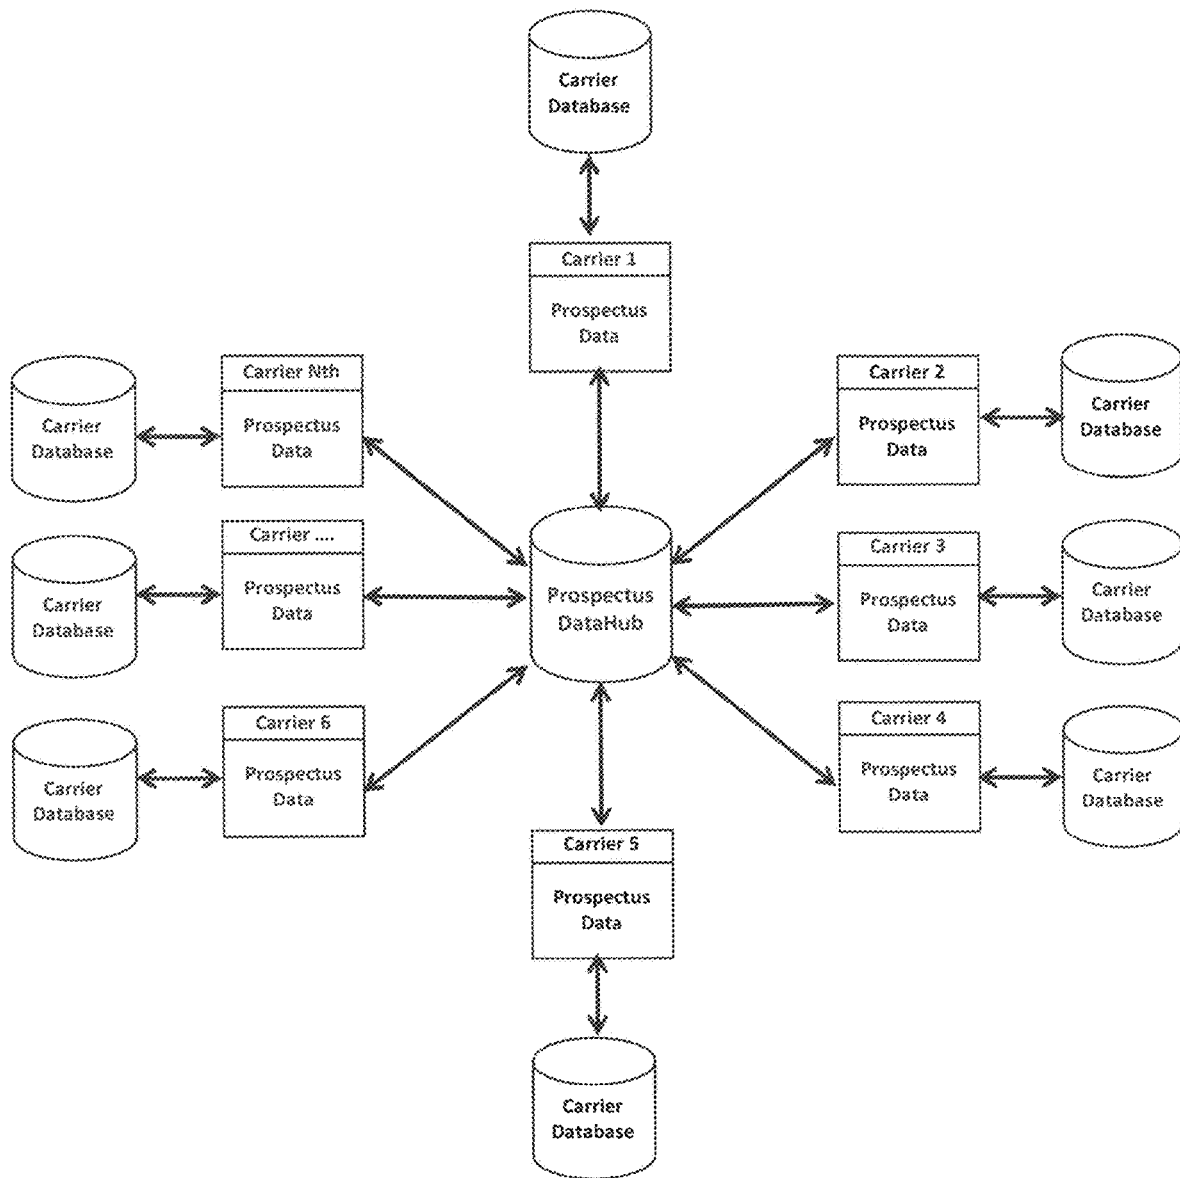 Carrier
Database
Carrier 1
Prospectus
Data
Carrier Nth
Prospectus
Data
Carrier
Database
Carrier 2
Prospectus
Data
Carrier
Database
Carrier ....
Prospectus
Data
Carrier
Database
Prospectus
DataHub
Carrier 3
Prospectus
Data
Carrier
Database
Carrier 6
Prospectus
Data
Carrier
Database
Carrier 4
Prospectus
Data
Carrier
Database
Carrier 5
Prospectus
Data
Carrier
Database